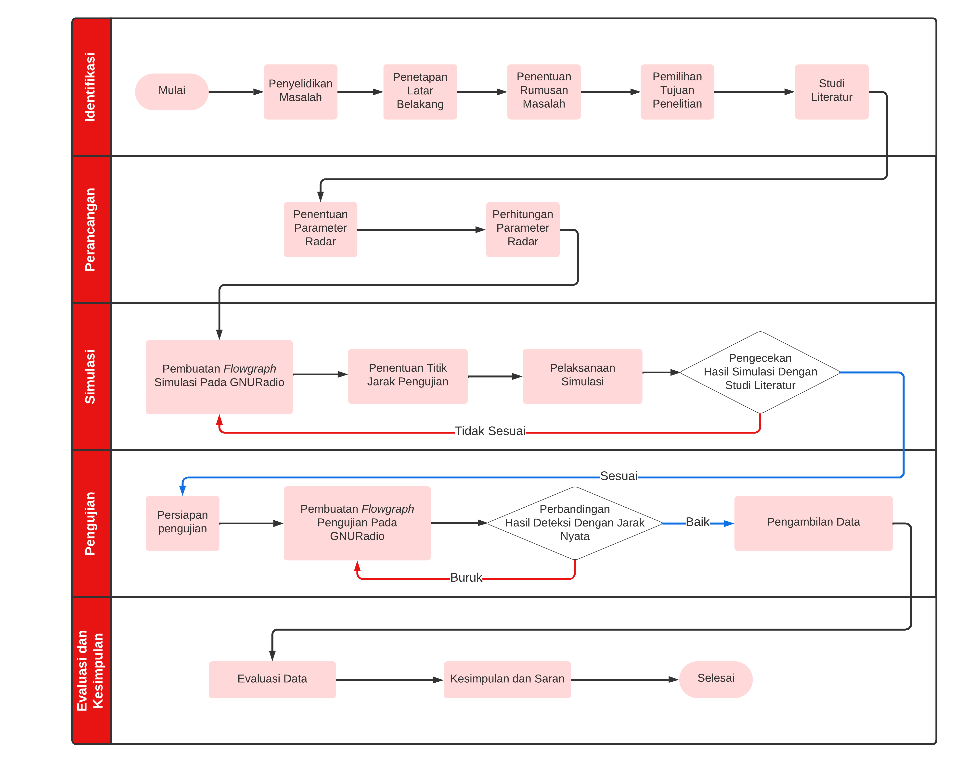 Identifikasi
Mulai
Penyelidikan
Masalah
Penetapan
Latar
Belakang
Penentuan
Rumusan
Masalah
Pemilihan
Tujuan
Penelitian
Studi
Literatur
Perancangan
Penentuan
Parameter
Radar
Perhitungan
Parameter
Radar
Simulasi
Pembuatan Flowgraph
Simulasi Pada GNURadio
Penentuan Titik
Jarak Pengujian
Pelaksanaan
Simulasi
Pengecekan
Hasil Simulasi Dengan
Studi Literatur
Tidak Sesuai
Sesuai
Pengujian
Persiapan
pengujian
Pembuatan Flowgraph
Pengujian Pada
GNURadio
Perbandingan
Hasil Deteksi Dengan Jarak
Nyata
Baik
Pengambilan Data
Buruk
Evaluasi dan
Kesimpulan
Evaluasi Data
Kesimpulan dan Saran
Selesai